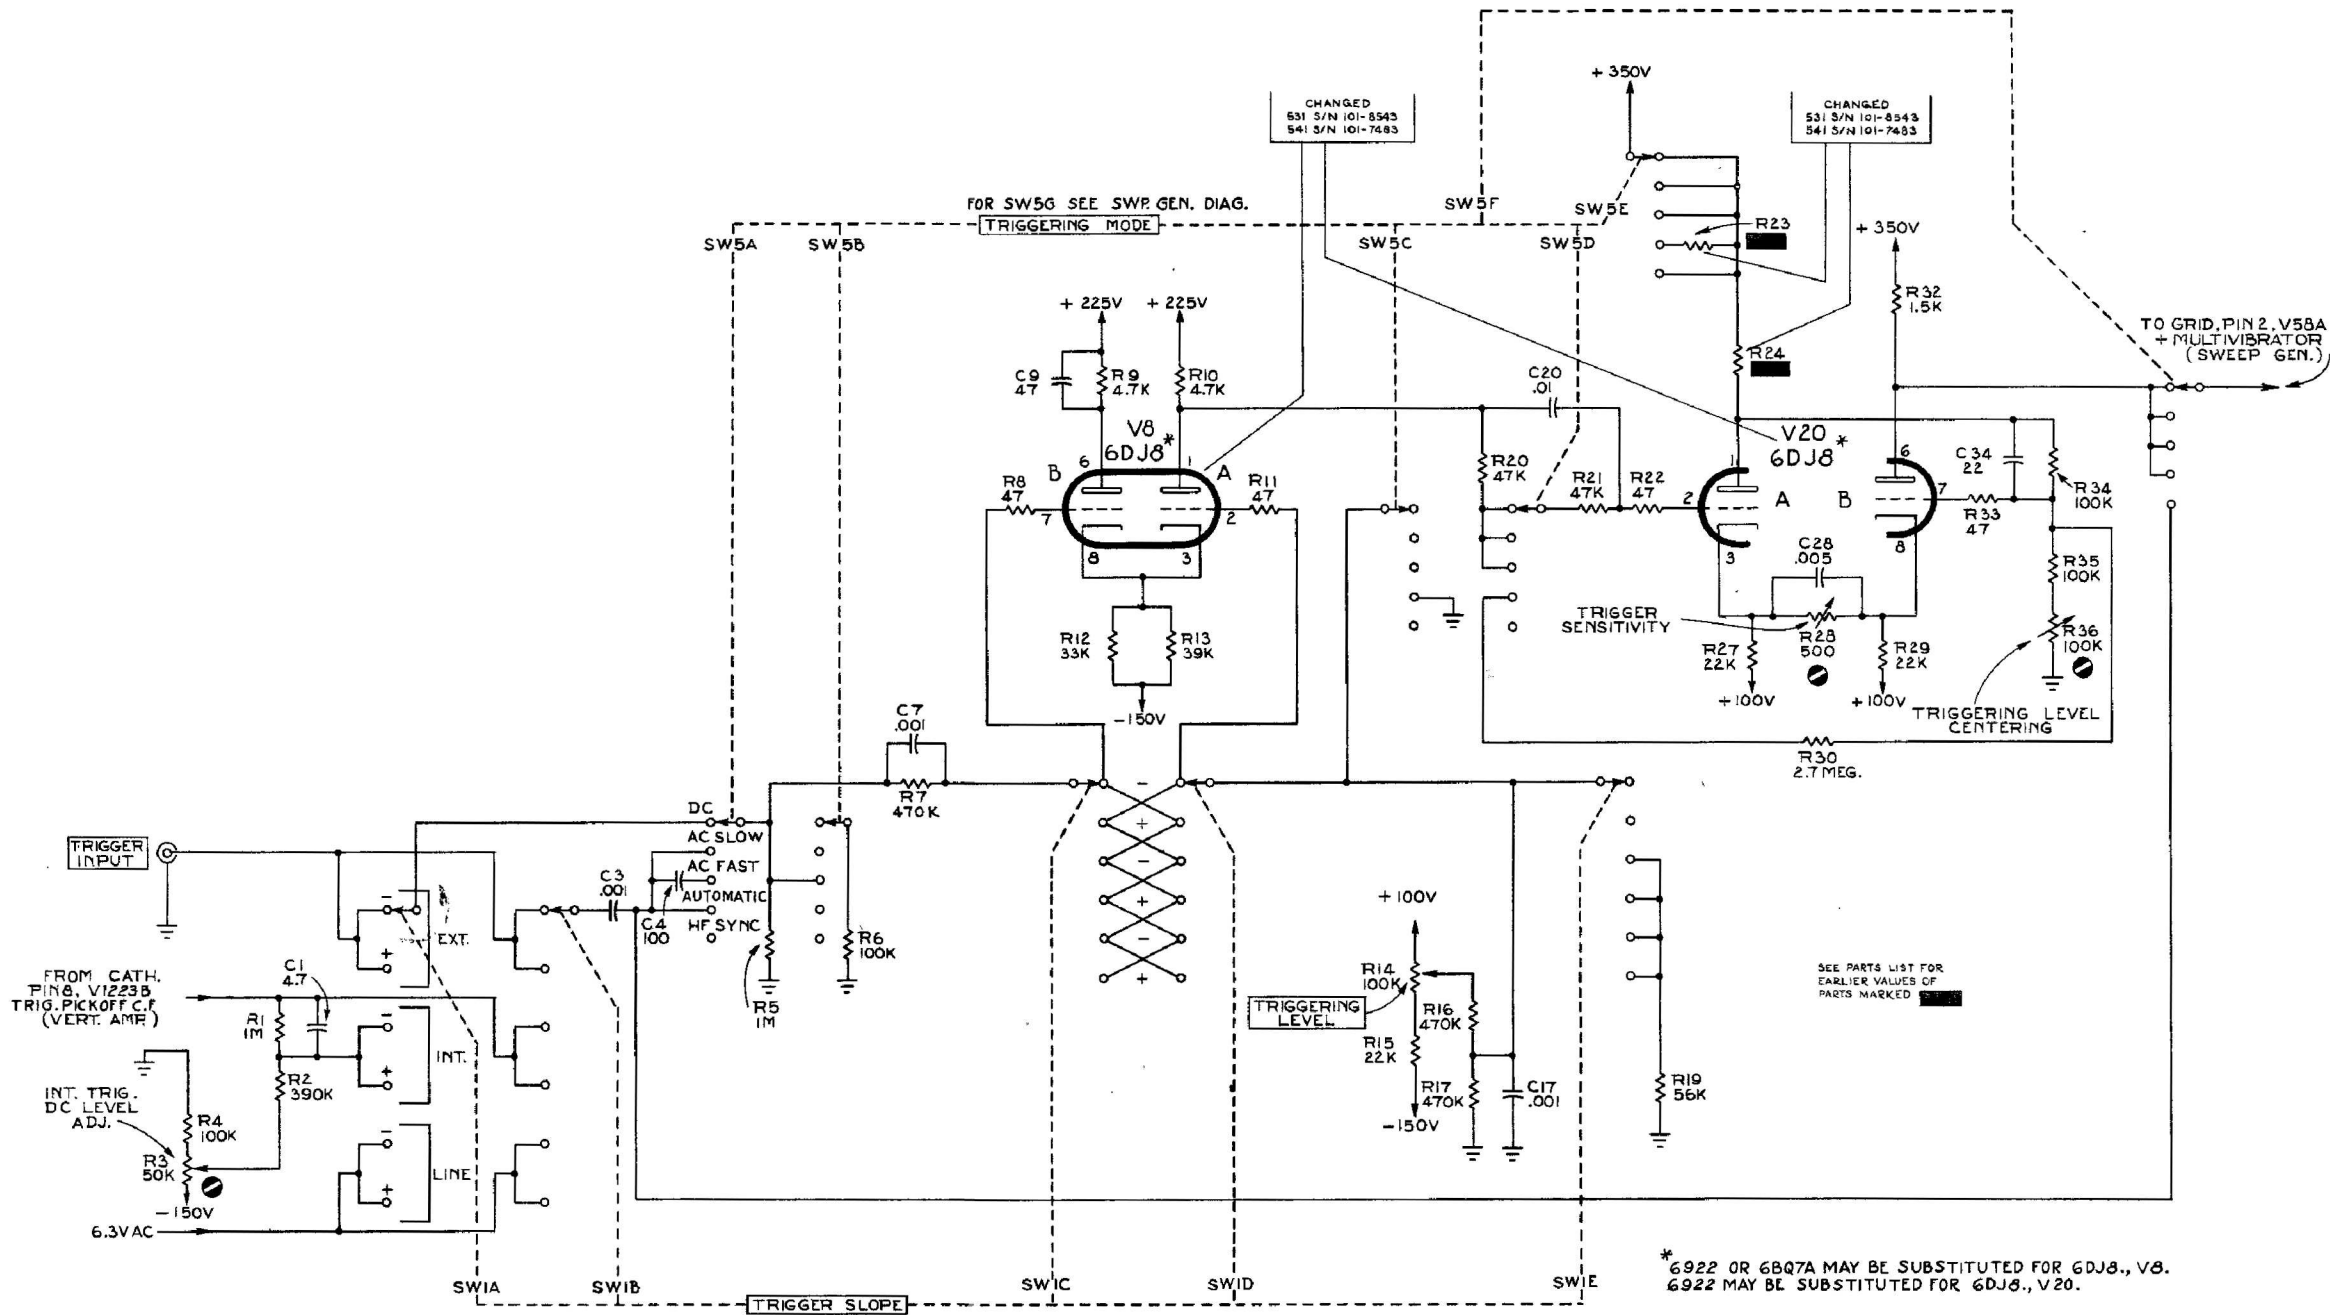 + 350V
CHANGED
531 S/N 101-8543
541 S/N 101-7483
CHANGED
531 S/N 101-8543
541 S/N 101-7483
FOR SW5G SEE SWP. GEN. DIAG.
TRIGGERING MODE
SW5A
SW5B
SW5C
SW5F
SW5D
SW5E
R23
+ 350V
R32
1.5K
TO GRID, PIN 2, V58A
+ MULTIVIBRATOR
(SWEEP GEN.)
+ 225V
+ 225V
C9
47
R9
4.7K
R10
4.7K
C20
.01
R24
V8
6DJ8*
V20
6DJ8*
B
6
1
A
R8
47
7
R11
47
2
8
3
R20
47K
R21
47K
R22
47
2
1
A
3
B
6
7
8
C34
22
R33
47
R34
100K
C28
.005
R35
100K
R36
100K
R12
33K
R13
39K
-150V
TRIGGER
SENSITIVITY
R27
22K
R28
500
R29
22K
+100V
+100V
TRIGGERING LEVEL
CENTERING
R30
2.7 MEG.
C7
.001
R7
470K
-
+
-
+
-
+
TRIGGER
INPUT
DC
AC SLOW
AC FAST
AUTOMATIC
HF SYNC
C3
.001
C4
100
R5
1M
R6
100K
-
+
EXT.
FROM CATH.
PIN 8, V1223B
TRIG. PICKOFF C.F.
(VERT. AMP.)
C1
4.7
R1
1M
R2
390K
-
+
INT.
INT. TRIG.
DC LEVEL
ADJ.
R4
100K
R3
50K
-150V
-
+
LINE
6.3V AC
+100V
R14
100K
TRIGGERING
LEVEL
R15
22K
-150V
R16
470K
R17
470K
C17
.001
R19
56K
SEE PARTS LIST FOR
EARLIER VALUES OF
PARTS MARKED
SW1A
SW1B
SW1C
SW1D
SW1E
TRIGGER SLOPE
* 6922 OR 6BQ7A MAY BE SUBSTITUTED FOR 6DJ8., V8.
6922 MAY BE SUBSTITUTED FOR 6DJ8., V20.